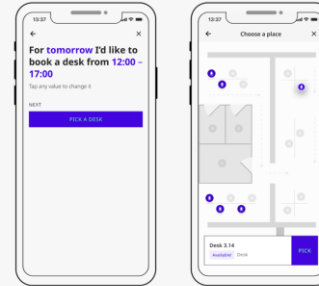 12:37
For tomorrow I'd like to
book a desk from 12:00 –
17:00
Tap any value to change it
NEXT
PICK A DESK
12:37
Choose a place
Desk 3.14
Available Desk
PICK